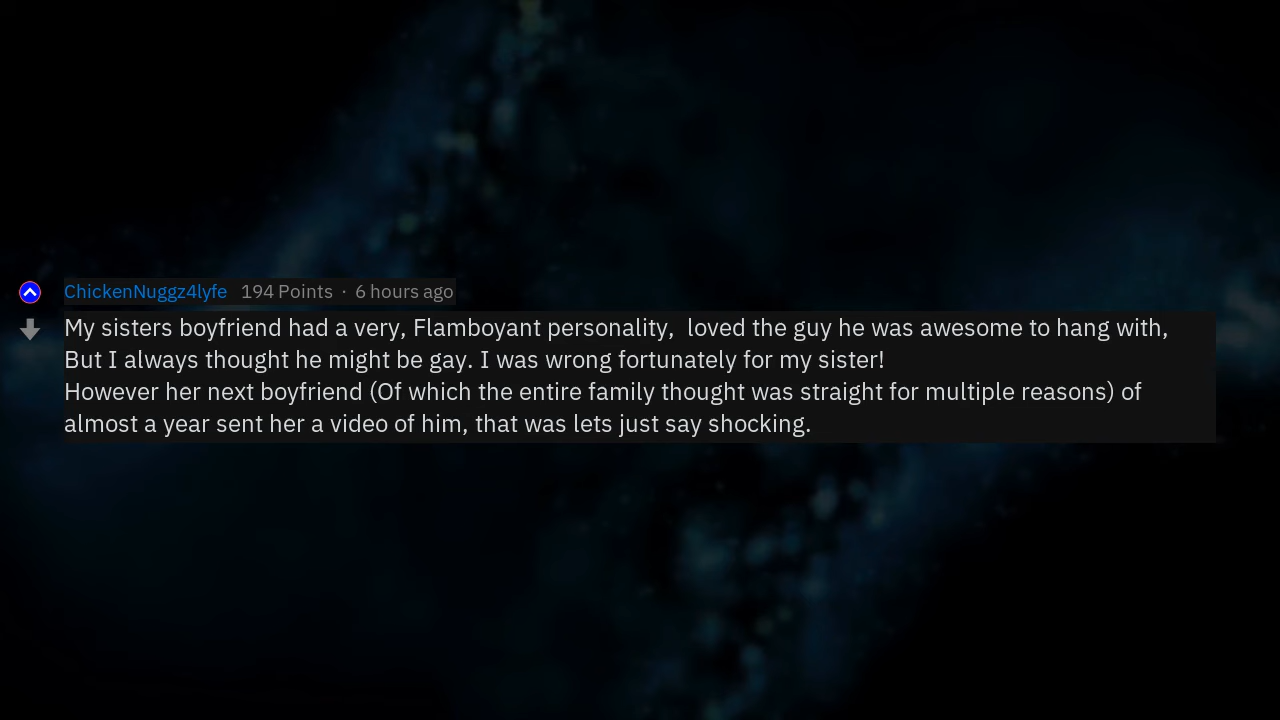 ChickenNuggz4lyfe 194 Points · 6 hours ago
My sisters boyfriend had a very, Flamboyant personality,  loved the guy he was awesome to hang with,
But I always thought he might be gay. I was wrong fortunately for my sister!
However her next boyfriend (Of which the entire family thought was straight for multiple reasons) of
almost a year sent her a video of him, that was lets just say shocking.